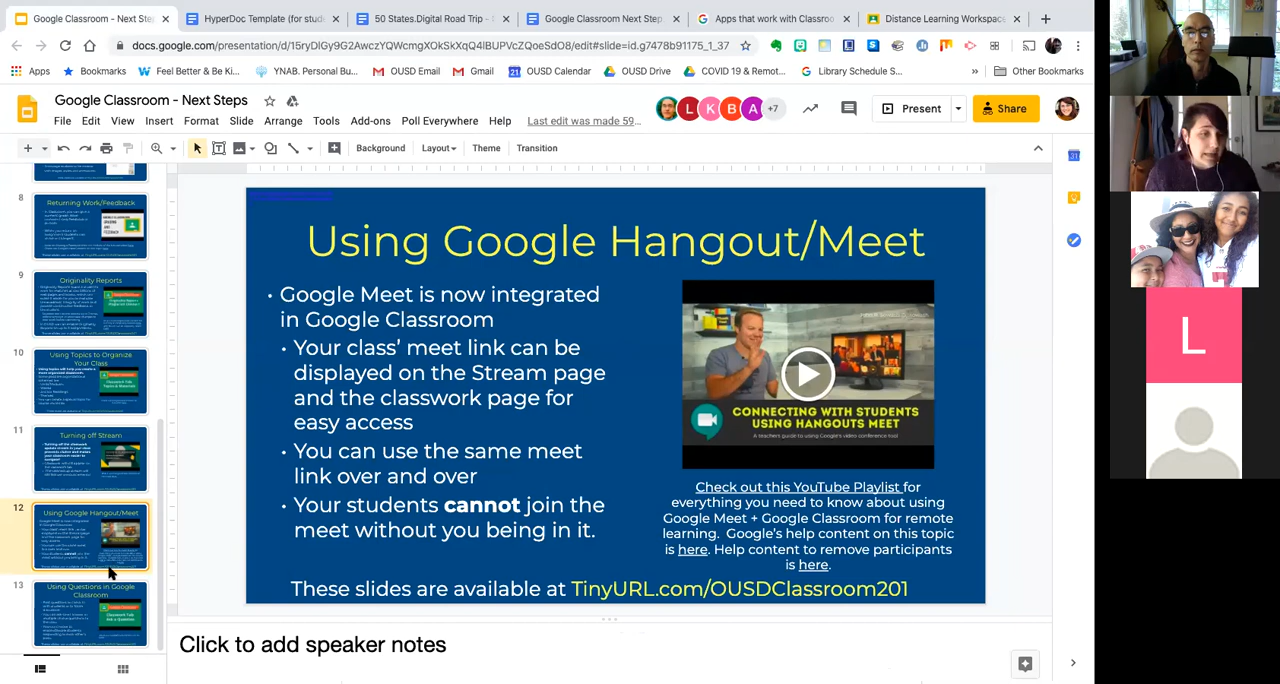 Google Classroom - Next Steps
HyperDoc Template (for stud
50 States.Digital Road Trip -
Google Classroom Next Step
Apps that work with Classroo
Distance Learning Workspace
docs.google.com/presentation/d/15ryDlGy9G2AwczYQWcmgXOkSkXqQ4lBUPVcZQoeSdO8/edit#slide=id.g7478b91175_1_37
Apps
Bookmarks
Feel Better & Be Ki...
YNAB. Personal Bu...
OUSD Email
Gmail
OUSD Calendar
OUSD Drive
COVID 19 & Remot...
Library Schedule S...
»
Other Bookmarks
Google Classroom - Next Steps
L K B A +7
Present
Share
File Edit View Insert Format Slide Arrange Tools Add-ons Poll Everywhere Help Last edit was made 59...
Background Layout Theme Transition
8
Returning Work/Feedback
9
Originality Reports
10
Using Topics to Organize
Your Class
11
Turning off Stream
12
Using Google Hangout/Meet
13
Using Questions in Google
Classroom
Using Google Hangout/Meet
• Google Meet is now integrated
in Google Classroom
• Your class' meet link can be
displayed on the Stream page
and the classwork page for
easy access
• You can use the same meet
link over and over
• Your students cannot join the
meet without you being in it.
CONNECTING WITH STUDENTS
USING HANGOUTS MEET
A teachers guide to using Google's video conference tool
Check out this YouTube Playlist for
everything you need to know about using
Google Meet + Google Classroom for remote
learning. Google's help content on this topic
is here. Help content to remove participants
is here.
These slides are available at TinyURL.com/OUSDClassroom201
Click to add speaker notes
L